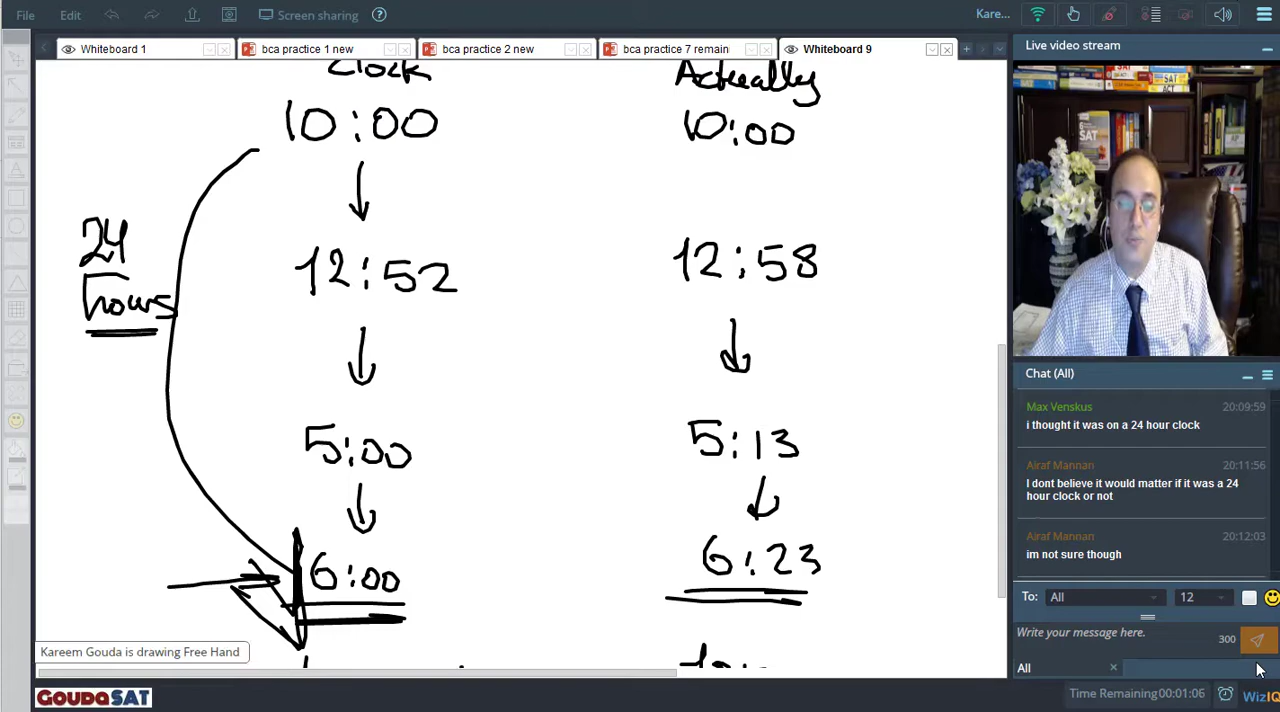 File Edit Screen sharing ? Kare...
Whiteboard 1 bca practice 1 new bca practice 2 new bca practice 7 remain Whiteboard 9
Clock Actually
10:00 10:00
24
hours
12:52 12:58
5:00 5:13
6:00 6:23
Kareem Gouda is drawing Free Hand
GOUDASAT
Live video stream
SAT
Chat (All)
Max Venskus 20:09:59
i thought it was on a 24 hour clock
Airaf Mannan 20:11:56
I dont believe it would matter if it was a 24
hour clock or not
Airaf Mannan 20:12:03
im not sure though
To: All 12
Write your message here. 300
All
Time Remaining00:01:06 WizIQ